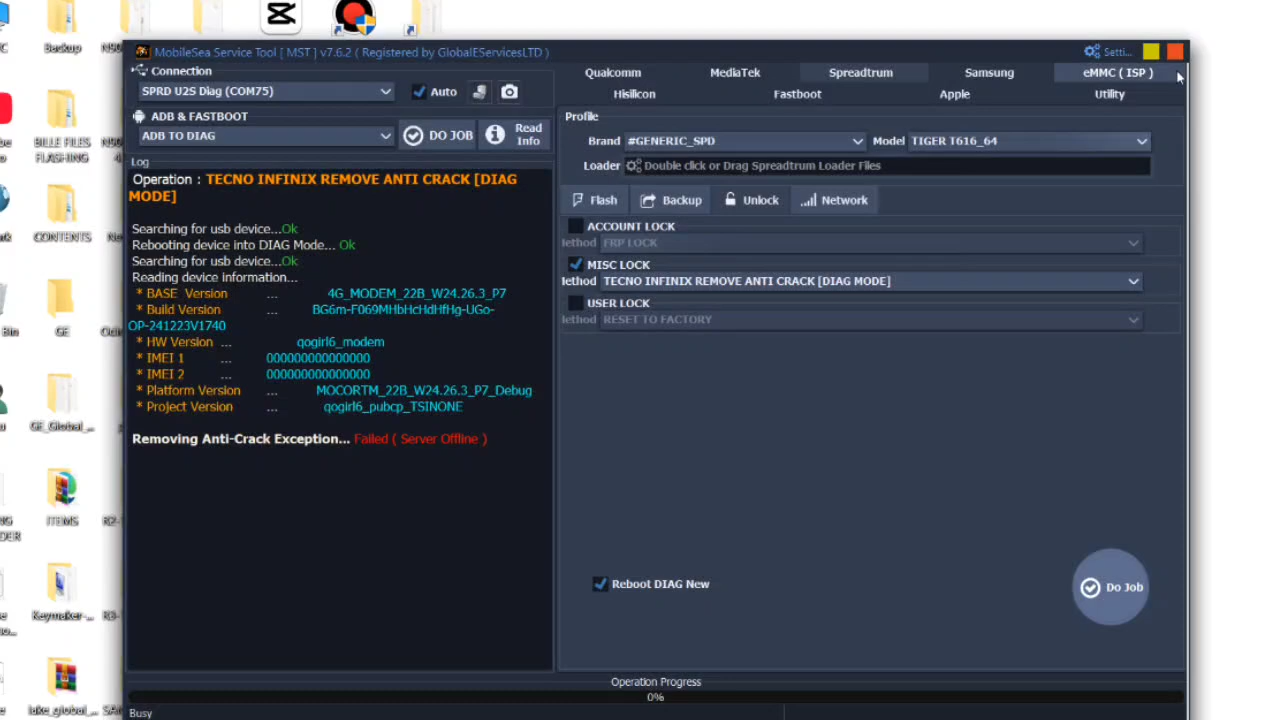 MobileSea Service Tool [ MST ] v7.6.2 ( Registered by GlobalEServicesLTD )
Setti...
Connection
SPRD U2S Diag (COM75)
Auto
ADB & FASTBOOT
ADB TO DIAG
DO JOB
Read
Info
Log
Operation : TECNO INFINIX REMOVE ANTI CRACK [DIAG
MODE]
Searching for usb device...Ok
Rebooting device into DIAG Mode... Ok
Searching for usb device...Ok
Reading device information...
* BASE Version ... 4G_MODEM_22B_W24.26.3_P7
* Build Version ... BG6m-F069MHbHcHdHfHg-UGo-
OP-241223V1740
* HW Version ... qogirl6_modem
* IMEI 1 ... 000000000000000
* IMEI 2 ... 000000000000000
* Platform Version ... MOCORTM_22B_W24.26.3_P7_Debug
* Project Version ... qogirl6_pubcp_TSINONE
Removing Anti-Crack Exception... Failed ( Server Offline )
Qualcomm
MediaTek
Spreadtrum
Samsung
eMMC ( ISP )
Hisilicon
Fastboot
Apple
Utility
Profile
Brand #GENERIC_SPD
Model TIGER T616_64
Loader Double click or Drag Spreadtrum Loader Files
Flash
Backup
Unlock
Network
ACCOUNT LOCK
lethod FRP LOCK
MISC LOCK
lethod TECNO INFINIX REMOVE ANTI CRACK [DIAG MODE]
USER LOCK
lethod RESET TO FACTORY
Reboot DIAG New
Do Job
Operation Progress
0%
Busy
Backup
BILLE FILES
FLASHING
CONTENTS
GE
Bin
GE_Global_...
ITEMS
Keymaker-...
lake_global_...